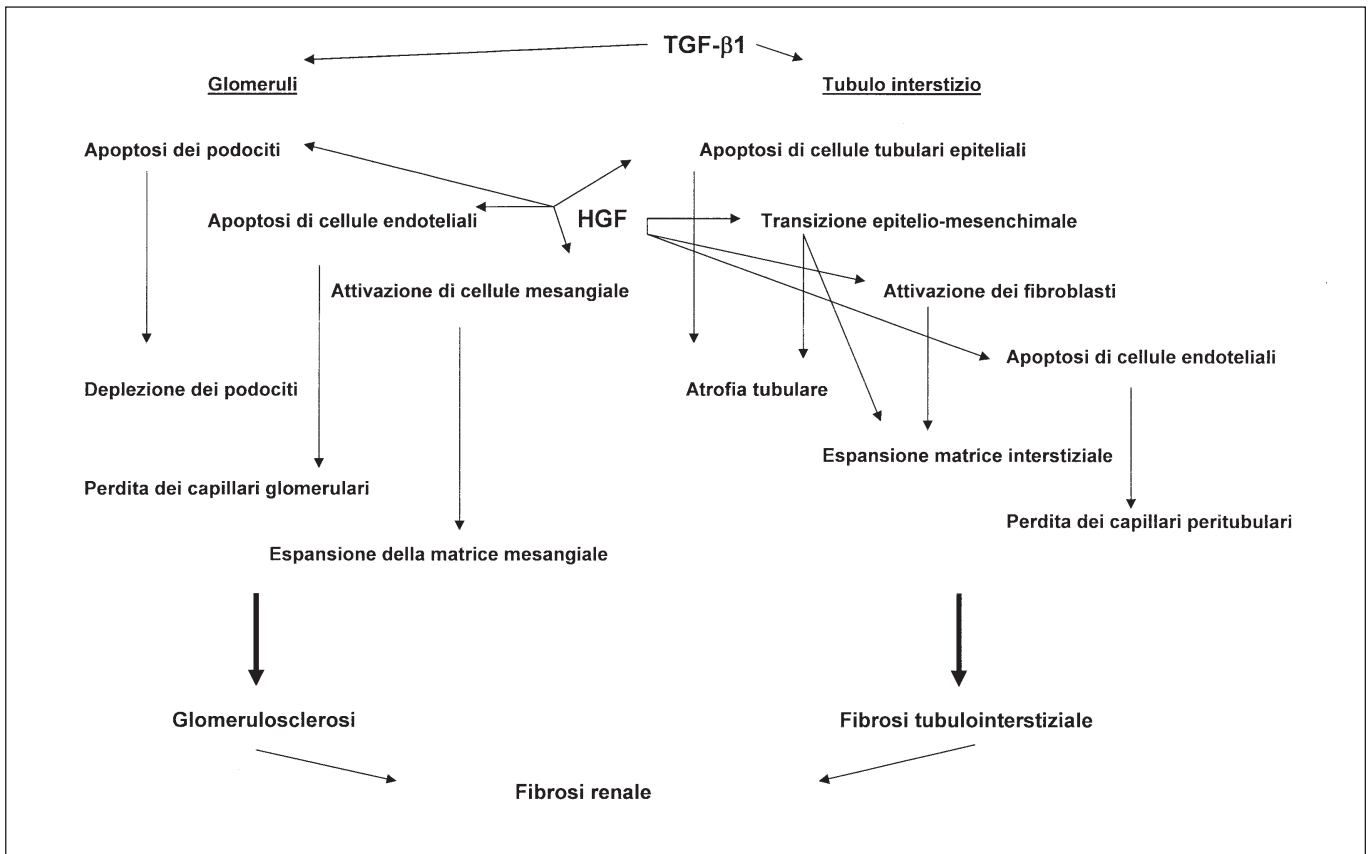 TGF-β1
Glomeruli
Tubulo interstizio
Apoptosi dei podociti
Apoptosi di cellule tubulari epiteliali
Apoptosi di cellule endoteliali
HGF
Transizione epitelio-mesenchimale
Attivazione di cellule mesangiale
Attivazione dei fibroblasti
Apoptosi di cellule endoteliali
Deplezione dei podociti
Atrofia tubulare
Espansione matrice interstiziale
Perdita dei capillari glomerulari
Perdita dei capillari peritubulari
Espansione della matrice mesangiale
Glomerulosclerosi
Fibrosi tubulointerstiziale
Fibrosi renale